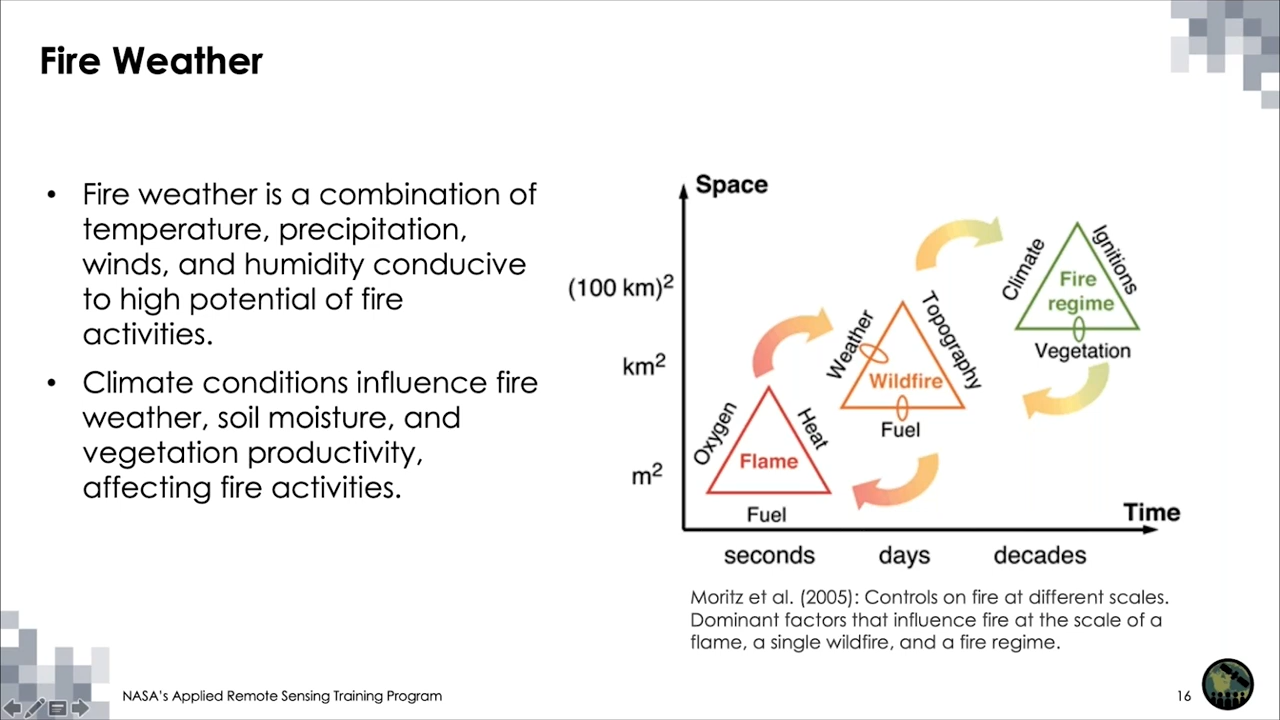 Fire Weather
• Fire weather is a combination of
temperature, precipitation,
winds, and humidity conducive
to high potential of fire
activities.
• Climate conditions influence fire
weather, soil moisture, and
vegetation productivity,
affecting fire activities.
Space
(100 km)²
km²
m²
Oxygen
Heat
Flame
Fuel
Weather
Topography
Wildfire
Fuel
Climate
Ignitions
Fire
regime
Vegetation
Time
seconds days decades
Moritz et al. (2005): Controls on fire at different scales.
Dominant factors that influence fire at the scale of a
flame, a single wildfire, and a fire regime.
NASA's Applied Remote Sensing Training Program
16